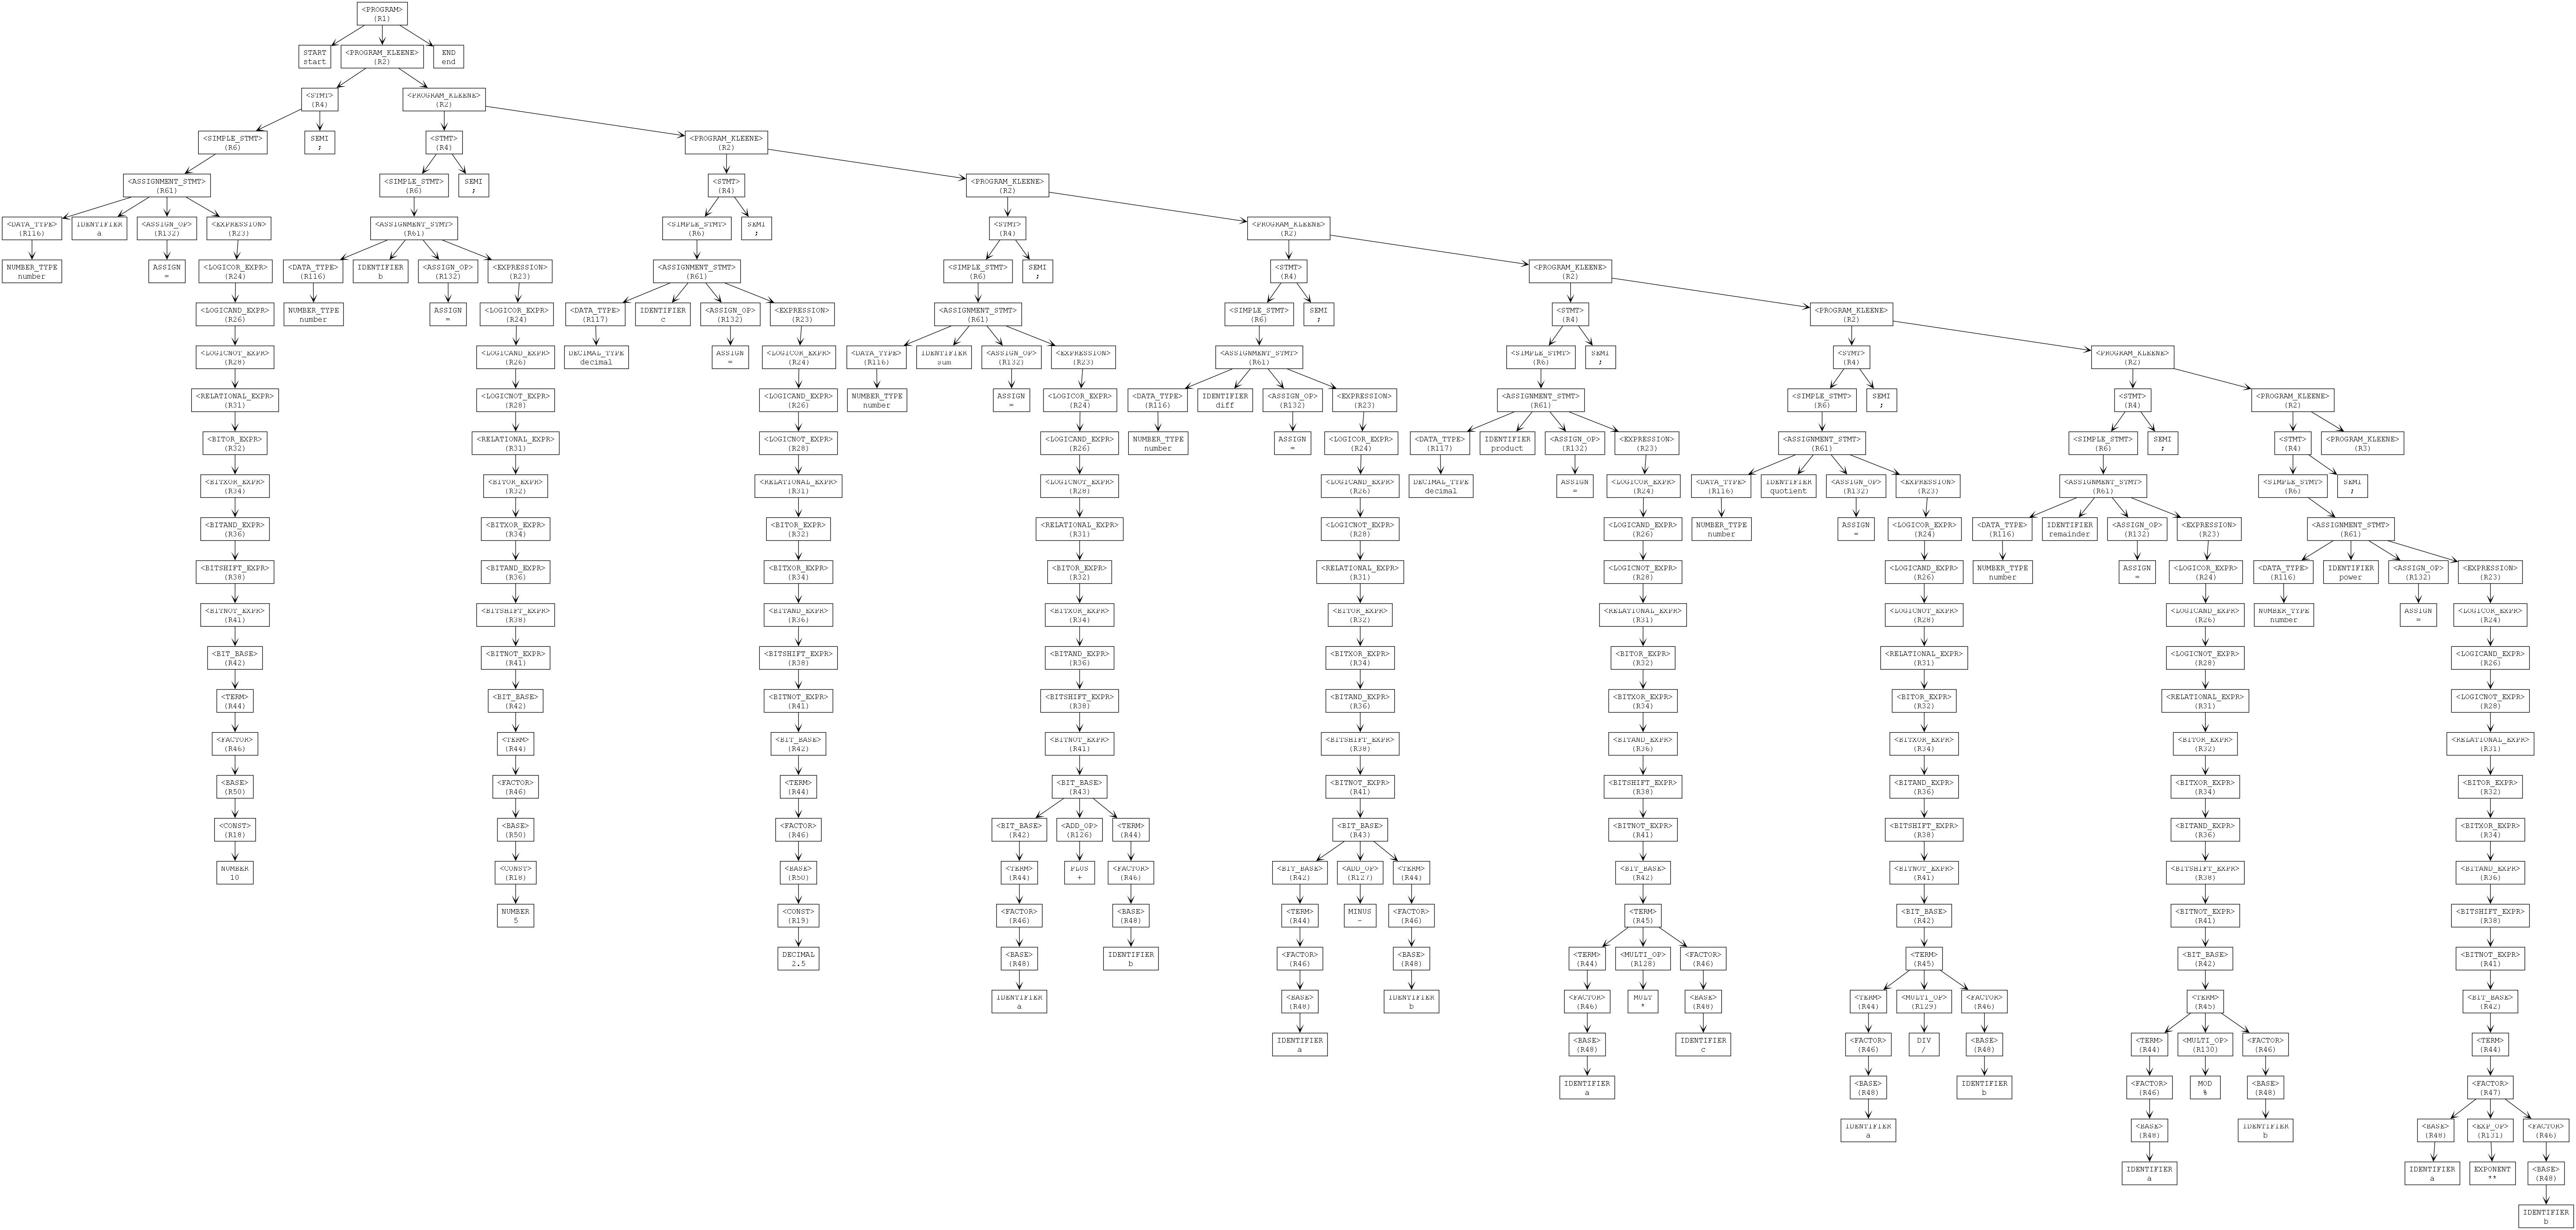 <PROGRAM>
(R1)
START <PROGRAM_KLEENE> END
start (R2) end
<STMT> <PROGRAM_KLEENE>
(R4) (R2)
<SIMPLE_STMT> SEMI <STMT> <PROGRAM_KLEENE>
(R6) ; (R4) (R2)
<ASSIGNMENT_STMT> <SIMPLE_STMT> SEMI <STMT> <PROGRAM_KLEENE>
(R61) (R6) ; (R4) (R2)
<DATA_TYPE> IDENTIFIER <ASSIGN_OP> <EXPRESSION> <ASSIGNMENT_STMT> <SIMPLE_STMT> SEMI <STMT> <PROGRAM_KLEENE>
(R116) a (R132) (R23) (R61) (R6) ; (R4) (R2)
NUMBER_TYPE ASSIGN <LOGICOR_EXPR> <DATA_TYPE> IDENTIFIER <ASSIGN_OP> <EXPRESSION> <ASSIGNMENT_STMT> <SIMPLE_STMT> SEMI <STMT> <PROGRAM_KLEENE>
number = (R24) (R116) b (R132) (R23) (R61) (R6) ; (R4) (R2)
<LOGICAND_EXPR> NUMBER_TYPE ASSIGN <LOGICOR_EXPR> <DATA_TYPE> IDENTIFIER <ASSIGN_OP> <EXPRESSION> <ASSIGNMENT_STMT> <SIMPLE_STMT> SEMI <STMT> <PROGRAM_KLEENE>
(R26) number = (R24) (R117) c (R132) (R23) (R61) (R6) ; (R4) (R2)
<LOGICNOT_EXPR> <LOGICAND_EXPR> DECIMAL_TYPE ASSIGN <LOGICOR_EXPR> <DATA_TYPE> IDENTIFIER <ASSIGN_OP> <EXPRESSION> <ASSIGNMENT_STMT> <SIMPLE_STMT> SEMI <STMT> <PROGRAM_KLEENE>
(R28) (R26) decimal = (R24) (R116) sum (R132) (R23) (R61) (R6) ; (R4) (R2)
<RELATIONAL_EXPR> <LOGICNOT_EXPR> <LOGICAND_EXPR> NUMBER_TYPE ASSIGN <LOGICOR_EXPR> <DATA_TYPE> IDENTIFIER <ASSIGN_OP> <EXPRESSION> <ASSIGNMENT_STMT> <SIMPLE_STMT> SEMI <STMT> <PROGRAM_KLEENE>
(R31) (R28) (R26) number = (R24) (R116) diff (R132) (R23) (R61) (R6) ; (R4) (R2)
<BITOR_EXPR> <RELATIONAL_EXPR> <LOGICNOT_EXPR> <LOGICAND_EXPR> NUMBER_TYPE ASSIGN <LOGICOR_EXPR> <DATA_TYPE> IDENTIFIER <ASSIGN_OP> <EXPRESSION> <ASSIGNMENT_STMT> <SIMPLE_STMT> SEMI <STMT> <PROGRAM_KLEENE>
(R32) (R31) (R28) (R26) number = (R24) (R117) product (R132) (R23) (R61) (R6) ; (R4) (R3)
<BITXOR_EXPR> <BITOR_EXPR> <RELATIONAL_EXPR> <LOGICNOT_EXPR> <LOGICAND_EXPR> DECIMAL_TYPE ASSIGN <LOGICOR_EXPR> <DATA_TYPE> IDENTIFIER <ASSIGN_OP> <EXPRESSION> <ASSIGNMENT_STMT> <SIMPLE_STMT> SEMI
(R34) (R32) (R31) (R28) (R26) decimal = (R24) (R116) quotient (R132) (R23) (R61) (R6) ;
<BITAND_EXPR> <BITXOR_EXPR> <BITOR_EXPR> <RELATIONAL_EXPR> <LOGICNOT_EXPR> <LOGICAND_EXPR> NUMBER_TYPE ASSIGN <LOGICOR_EXPR> <DATA_TYPE> IDENTIFIER <ASSIGN_OP> <EXPRESSION> <ASSIGNMENT_STMT>
(R36) (R34) (R32) (R31) (R28) (R26) number = (R24) (R116) remainder (R132) (R23) (R61)
<BITSHIFT_EXPR> <BITAND_EXPR> <BITXOR_EXPR> <BITOR_EXPR> <RELATIONAL_EXPR> <LOGICNOT_EXPR> <LOGICAND_EXPR> NUMBER_TYPE ASSIGN <LOGICOR_EXPR> <DATA_TYPE> IDENTIFIER <ASSIGN_OP> <EXPRESSION>
(R38) (R36) (R34) (R32) (R31) (R28) (R26) number = (R24) (R116) power (R132) (R23)
<BITNOT_EXPR> <BITSHIFT_EXPR> <BITAND_EXPR> <BITXOR_EXPR> <BITOR_EXPR> <RELATIONAL_EXPR> <LOGICNOT_EXPR> <LOGICAND_EXPR> NUMBER_TYPE ASSIGN <LOGICOR_EXPR>
(R41) (R38) (R36) (R34) (R32) (R31) (R28) (R26) number = (R24)
<BIT_BASE> <BITNOT_EXPR> <BITSHIFT_EXPR> <BITAND_EXPR> <BITXOR_EXPR> <BITOR_EXPR> <RELATIONAL_EXPR> <LOGICNOT_EXPR> <LOGICAND_EXPR>
(R42) (R41) (R38) (R36) (R34) (R32) (R31) (R28) (R26)
<TERM> <BIT_BASE> <BITNOT_EXPR> <BITSHIFT_EXPR> <BITAND_EXPR> <BITXOR_EXPR> <BITOR_EXPR> <RELATIONAL_EXPR> <LOGICNOT_EXPR>
(R44) (R42) (R41) (R38) (R36) (R34) (R32) (R31) (R28)
<FACTOR> <TERM> <BIT_BASE> <BITNOT_EXPR> <BITSHIFT_EXPR> <BITAND_EXPR> <BITXOR_EXPR> <BITOR_EXPR> <RELATIONAL_EXPR>
(R46) (R44) (R42) (R41) (R38) (R36) (R34) (R32) (R31)
<BASE> <FACTOR> <TERM> <BIT_BASE> <BITNOT_EXPR> <BITSHIFT_EXPR> <BITAND_EXPR> <BITXOR_EXPR> <BITOR_EXPR>
(R50) (R46) (R44) (R43) (R41) (R38) (R36) (R34) (R32)
<CONST> <BASE> <FACTOR> <BIT_BASE> <ADD_OP> <TERM> <BIT_BASE> <BITNOT_EXPR> <BITSHIFT_EXPR> <BITAND_EXPR> <BITXOR_EXPR>
(R18) (R50) (R46) (R42) (R126) (R44) (R43) (R41) (R38) (R36) (R34)
NUMBER <CONST> <BASE> <TERM> PLUS <FACTOR> <BIT_BASE> <ADD_OP> <TERM> <BIT_BASE> <BITNOT_EXPR> <BITSHIFT_EXPR> <BITAND_EXPR>
10 (R18) (R50) (R44) + (R46) (R42) (R127) (R44) (R42) (R41) (R38) (R36)
NUMBER <CONST> <FACTOR> <BASE> <TERM> MINUS <FACTOR> <TERM> <BIT_BASE> <BITNOT_EXPR> <BITSHIFT_EXPR>
5 (R19) (R46) (R48) (R44) - (R46) (R45) (R42) (R41) (R38)
DECIMAL <BASE> IDENTIFIER <FACTOR> <BASE> <TERM> <MULTI_OP> <FACTOR> <TERM> <BIT_BASE> <BITNOT_EXPR>
2.5 (R48) b (R46) (R48) (R44) (R128) (R46) (R45) (R42) (R41)
IDENTIFIER <BASE> IDENTIFIER <FACTOR> MULT <BASE> <TERM> <MULTI_OP> <FACTOR> <TERM> <BIT_BASE>
a (R48) b (R46) * (R48) (R44) (R129) (R46) (R45) (R42)
IDENTIFIER <BASE> IDENTIFIER <FACTOR> DIV <BASE> <TERM> <MULTI_OP> <FACTOR> <TERM>
a (R48) c (R46) / (R48) (R44) (R130) (R46) (R44)
IDENTIFIER <BASE> IDENTIFIER <FACTOR> MOD <BASE> <FACTOR>
a (R48) b (R46) % (R48) (R47)
IDENTIFIER <BASE> IDENTIFIER <BASE> <EXP_OP> <FACTOR>
a (R48) b (R48) (R131) (R46)
IDENTIFIER IDENTIFIER EXPONENT <BASE>
a a ** (R48)
IDENTIFIER
b